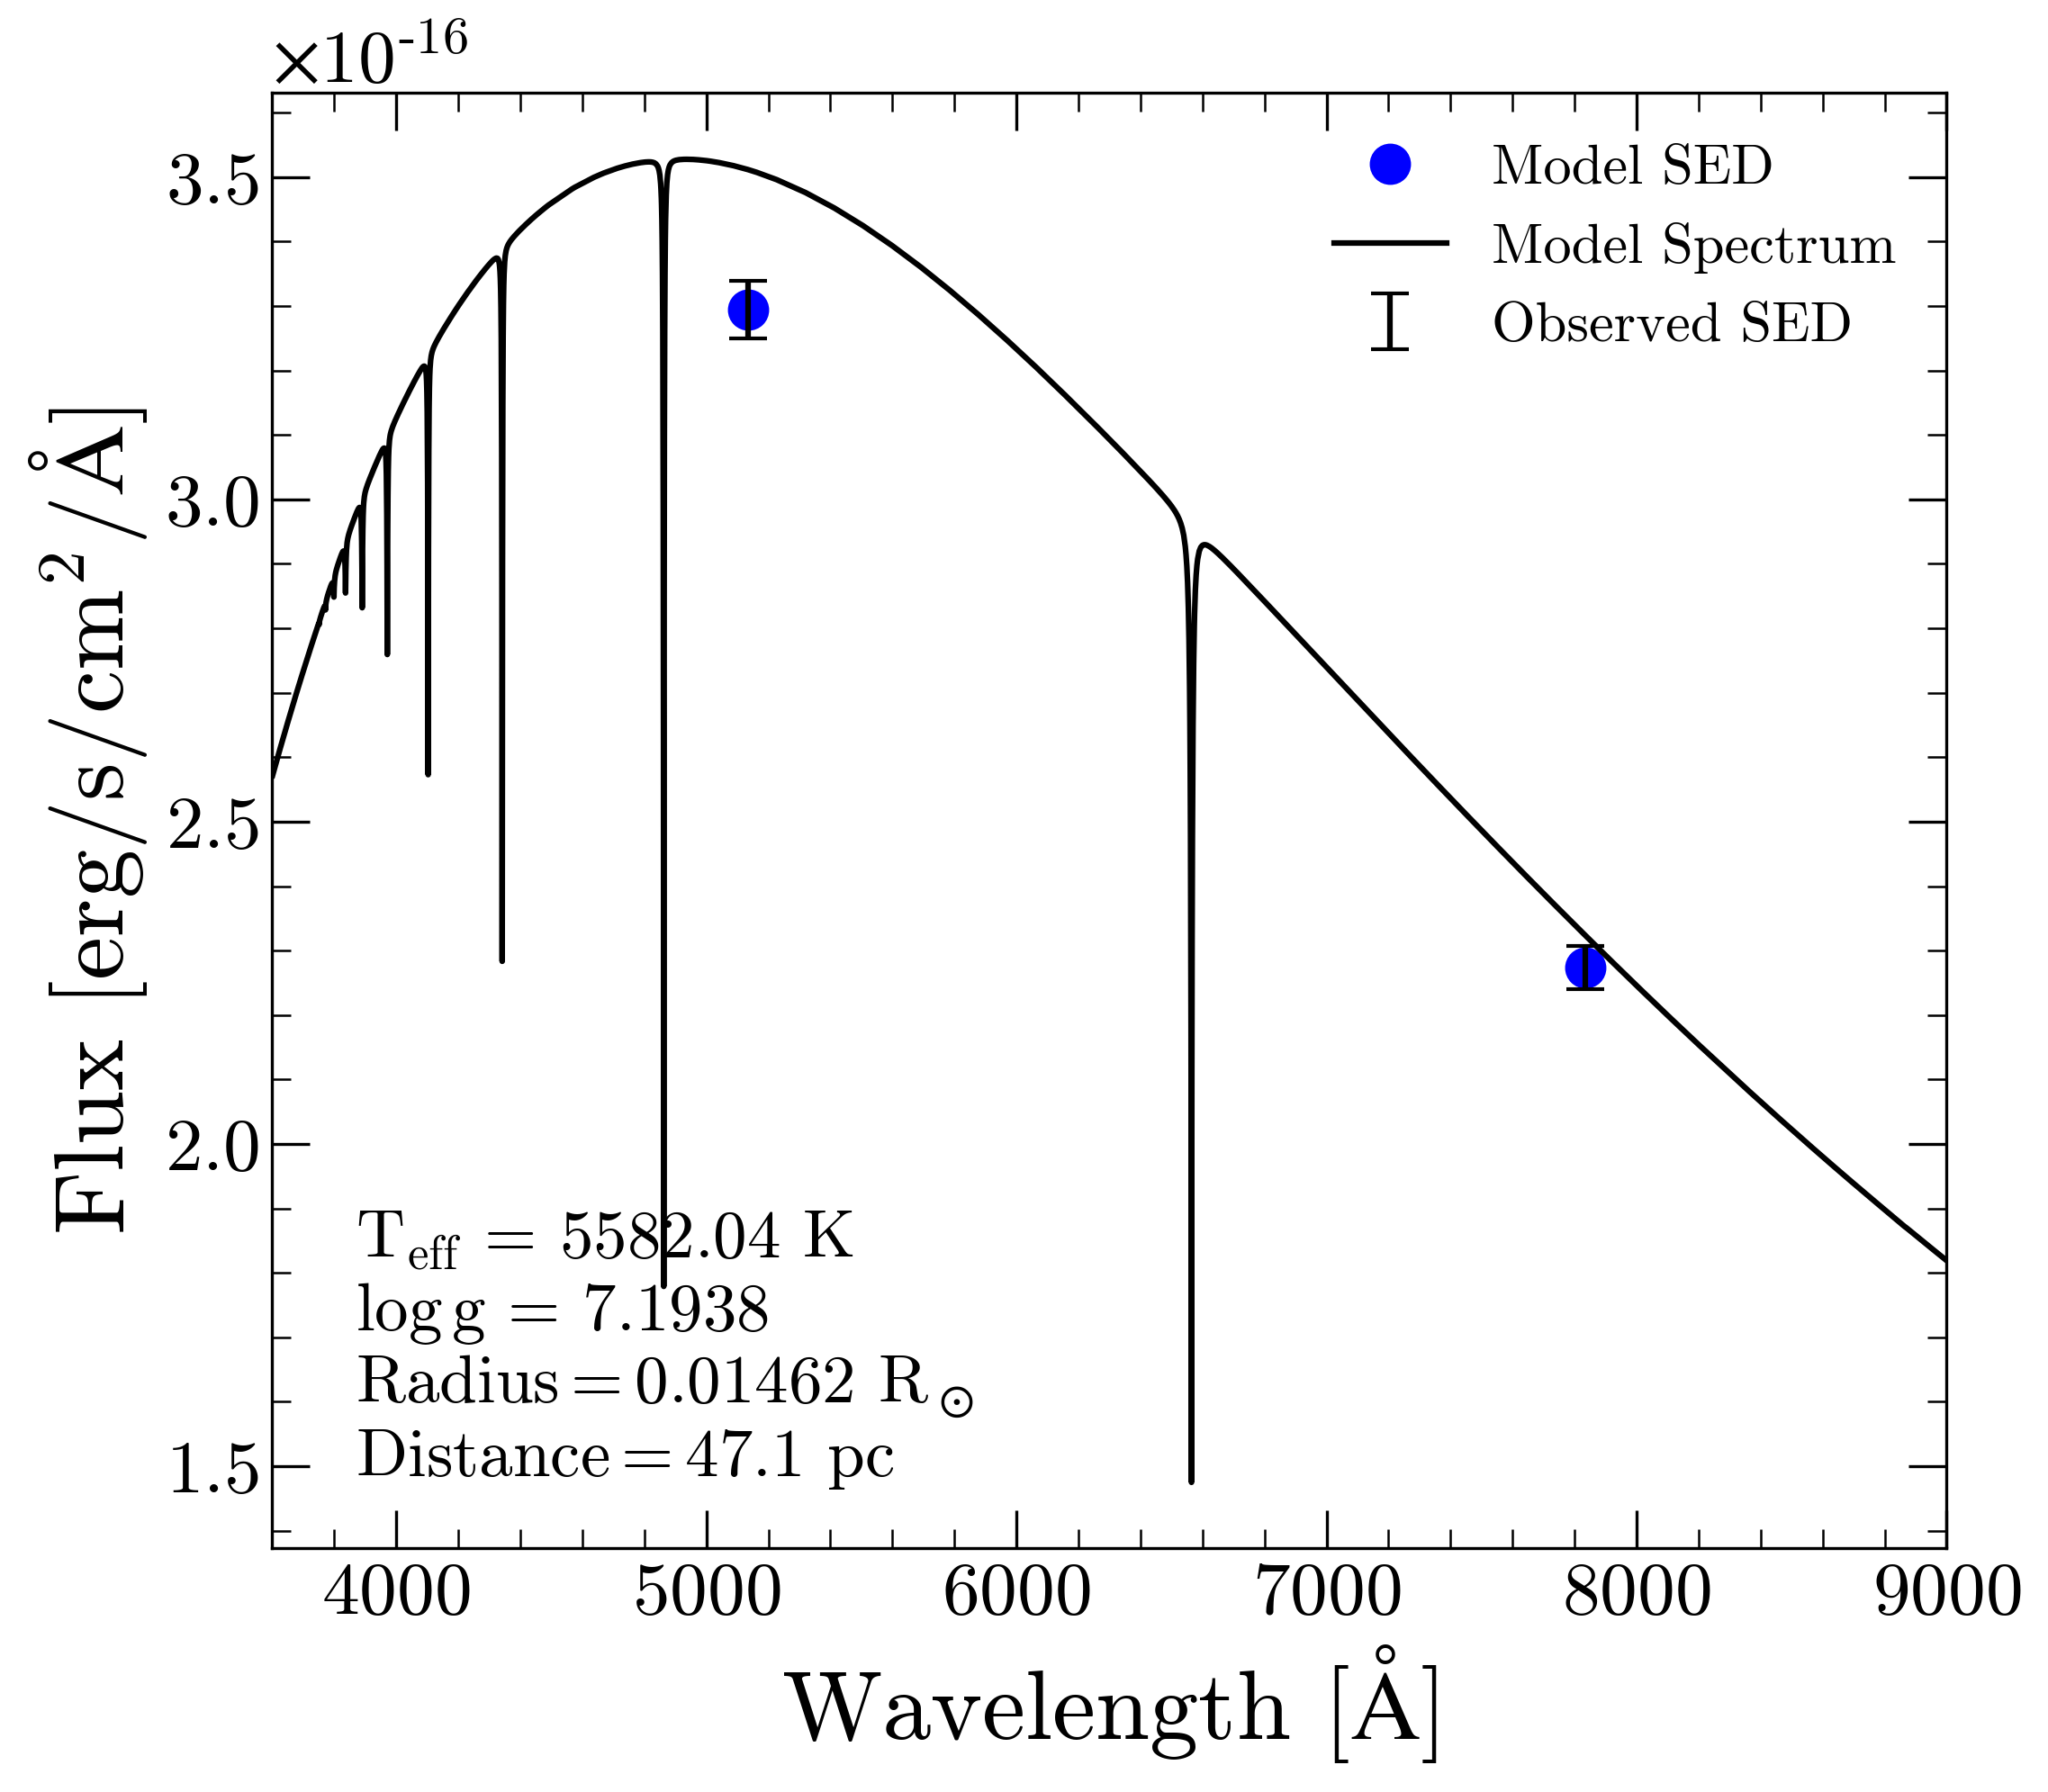 ×10-16
3.5
3.0
2.5
2.0
1.5
Flux [erg/s/cm2/Å]
Model SED
Model Spectrum
Observed SED
Teff = 5582.04 K
log g = 7.1938
Radius = 0.01462 R⊙
Distance = 47.1 pc
4000 5000 6000 7000 8000 9000
Wavelength [Å]